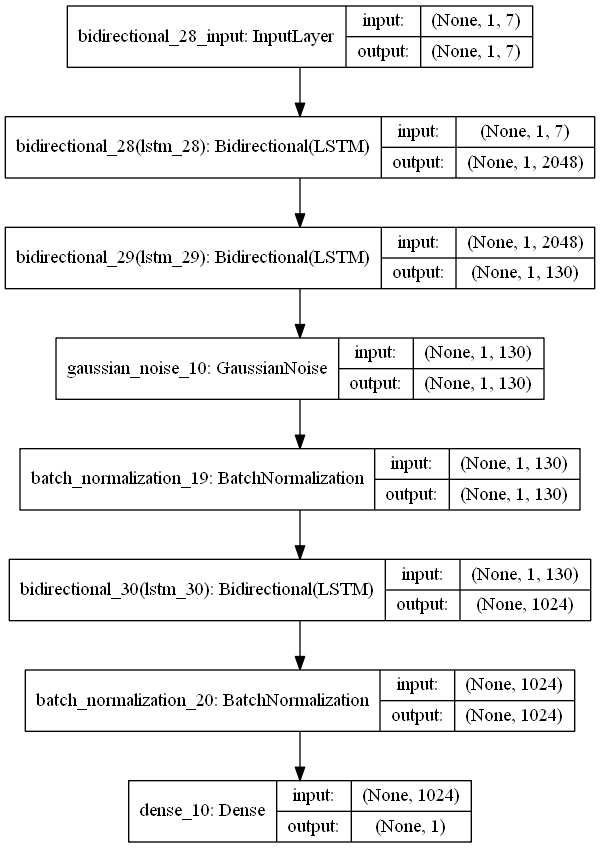 bidirectional_28_input: InputLayer
input: (None, 1, 7)
output: (None, 1, 7)
bidirectional_28(lstm_28): Bidirectional(LSTM)
input: (None, 1, 7)
output: (None, 1, 2048)
bidirectional_29(lstm_29): Bidirectional(LSTM)
input: (None, 1, 2048)
output: (None, 1, 130)
gaussian_noise_10: GaussianNoise
input: (None, 1, 130)
output: (None, 1, 130)
batch_normalization_19: BatchNormalization
input: (None, 1, 130)
output: (None, 1, 130)
bidirectional_30(lstm_30): Bidirectional(LSTM)
input: (None, 1, 130)
output: (None, 1024)
batch_normalization_20: BatchNormalization
input: (None, 1024)
output: (None, 1024)
dense_10: Dense
input: (None, 1024)
output: (None, 1)